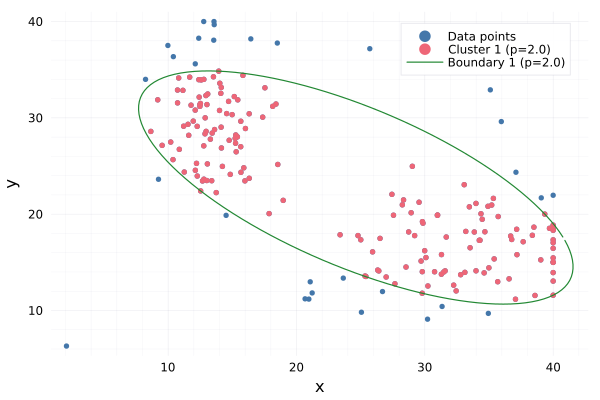 40
Data points
Cluster 1 (p=2.0)
Boundary 1 (p=2.0)
30
y
20
10
10 20 30 40
x